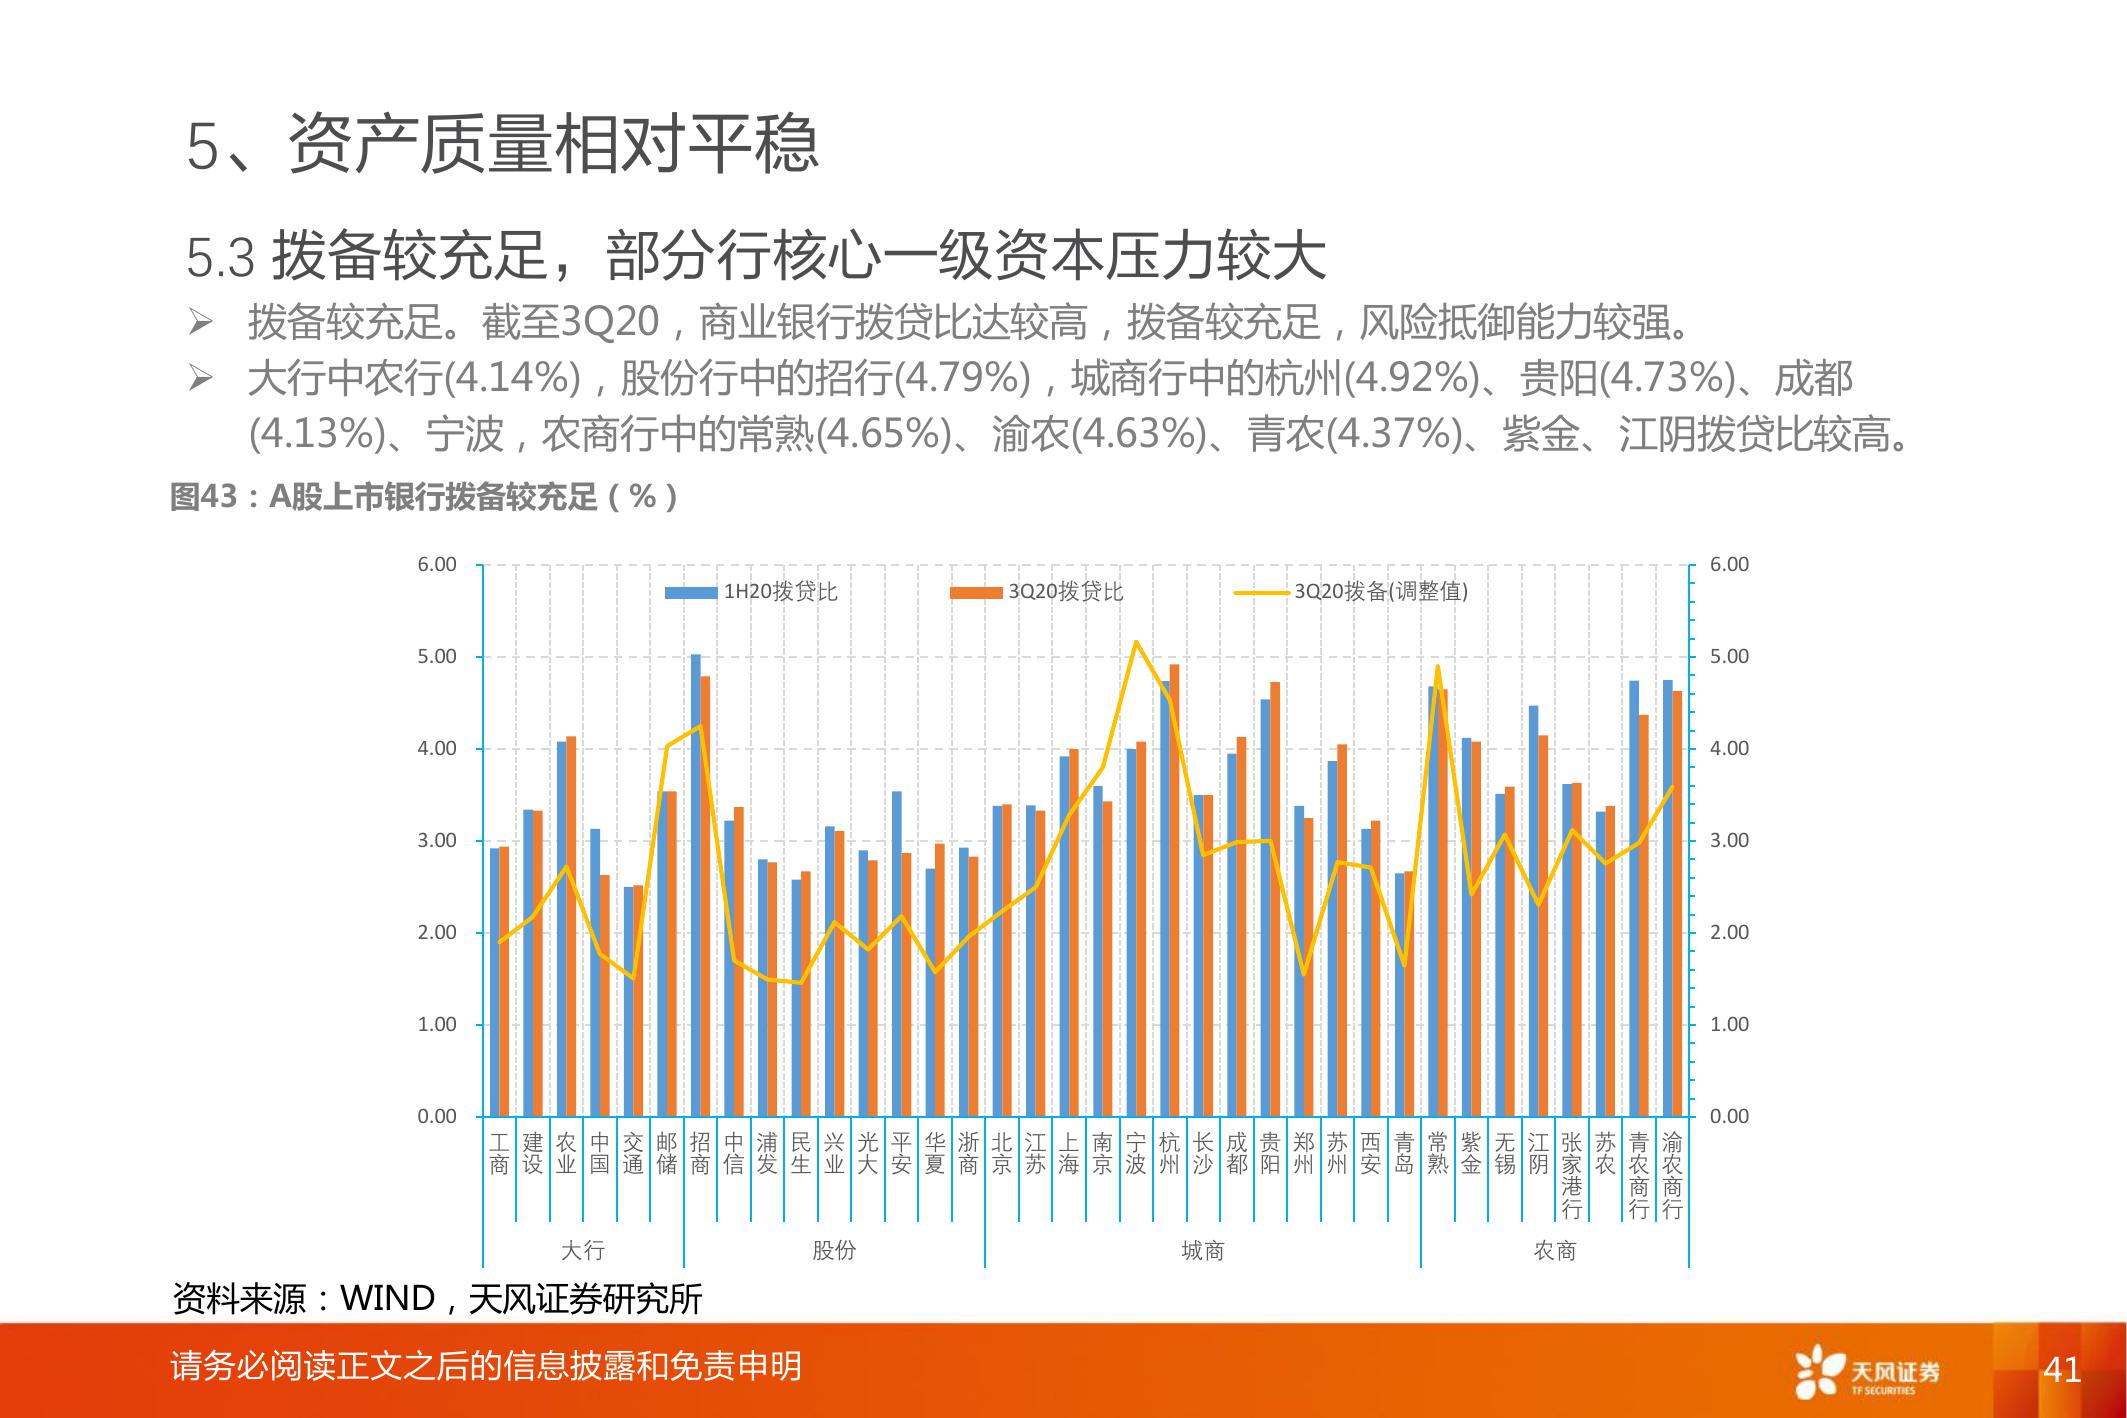 5、资产质量相对平稳
5.3 拨备较充足，部分行核心一级资本压力较大
➢ 拨备较充足。截至3Q20，商业银行拨贷比达较高，拨备较充足，风险抵御能力较强。
➢ 大行中农行(4.14%)，股份行中的招行(4.79%)，城商行中的杭州(4.92%)、贵阳(4.73%)、成都
(4.13%)、宁波，农商行中的常熟(4.65%)、渝农(4.63%)、青农(4.37%)、紫金、江阴拨贷比较高。
图43：A股上市银行拨备较充足（%）
1H20拨贷比 3Q20拨贷比 3Q20拨备(调整值)
6.00 6.00
5.00 5.00
4.00 4.00
3.00 3.00
2.00 2.00
1.00 1.00
0.00 0.00
工商 建设 农业 中国 交通 邮储 招商 中信 浦发 民生 兴业 光大 平安 华夏 浙商 北京 江苏 上海 南京 宁波 杭州 长沙 成都 贵阳 郑州 苏州 西安 青岛 常熟 紫金 无锡 江阴 张家港行 苏农 青农商行 渝农商行
大行 股份 城商 农商
资料来源：WIND，天风证券研究所
请务必阅读正文之后的信息披露和免责申明
天风证券
TF SECURITIES
41